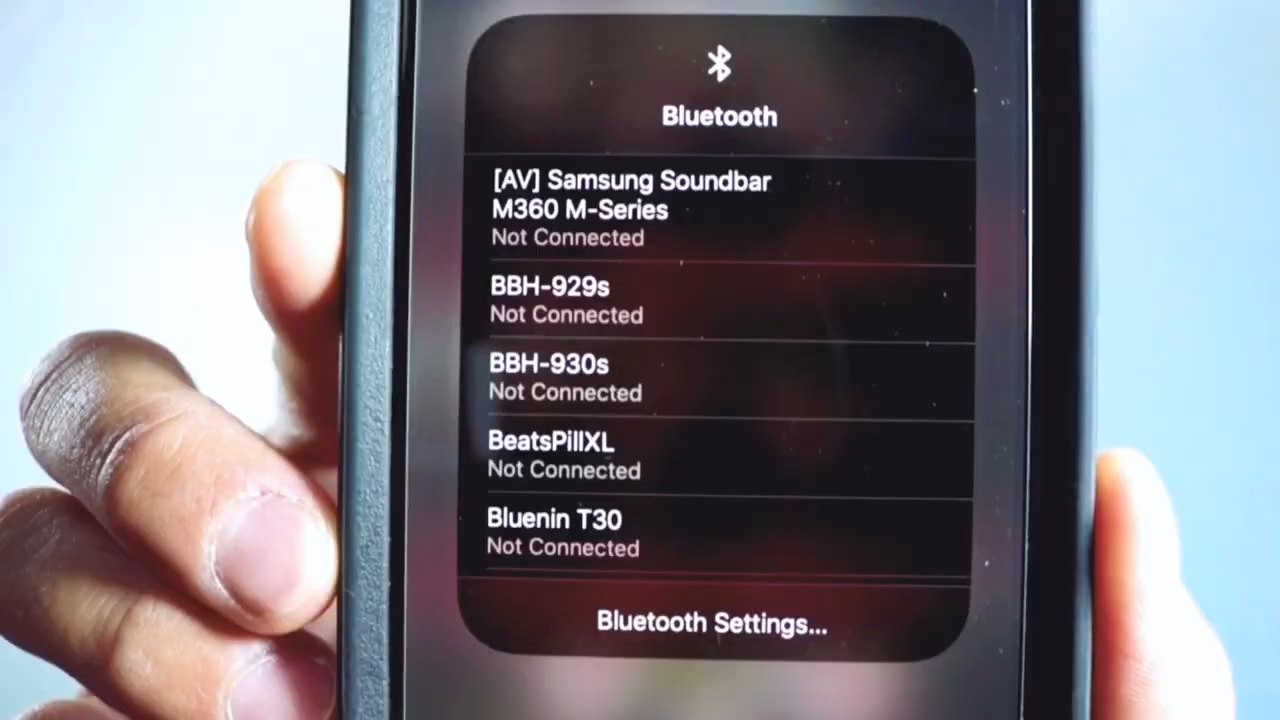 Bluetooth
[AV] Samsung Soundbar
M360 M-Series
Not Connected
BBH-929s
Not Connected
BBH-930s
Not Connected
BeatsPillXL
Not Connected
Bluenin T30
Not Connected
Bluetooth Settings...